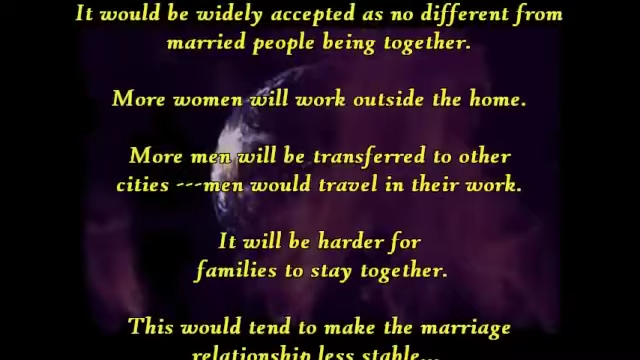 It would be widely accepted as no different from
married people being together.
More women will work outside the home.
More men will be transferred to other
cities ---men would travel in their work.
It will be harder for
families to stay together.
This would tend to make the marriage
relationship less stable...